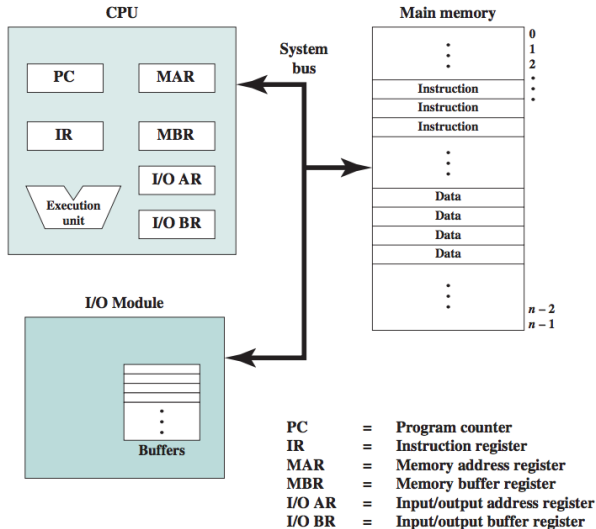 CPU
PC
MAR
IR
MBR
I/O AR
Execution
unit
I/O BR
System
bus
Main memory
0
1
2
Instruction
Instruction
Instruction
Data
Data
Data
Data
n – 2
n – 1
I/O Module
Buffers
PC = Program counter
IR = Instruction register
MAR = Memory address register
MBR = Memory buffer register
I/O AR = Input/output address register
I/O BR = Input/output buffer register